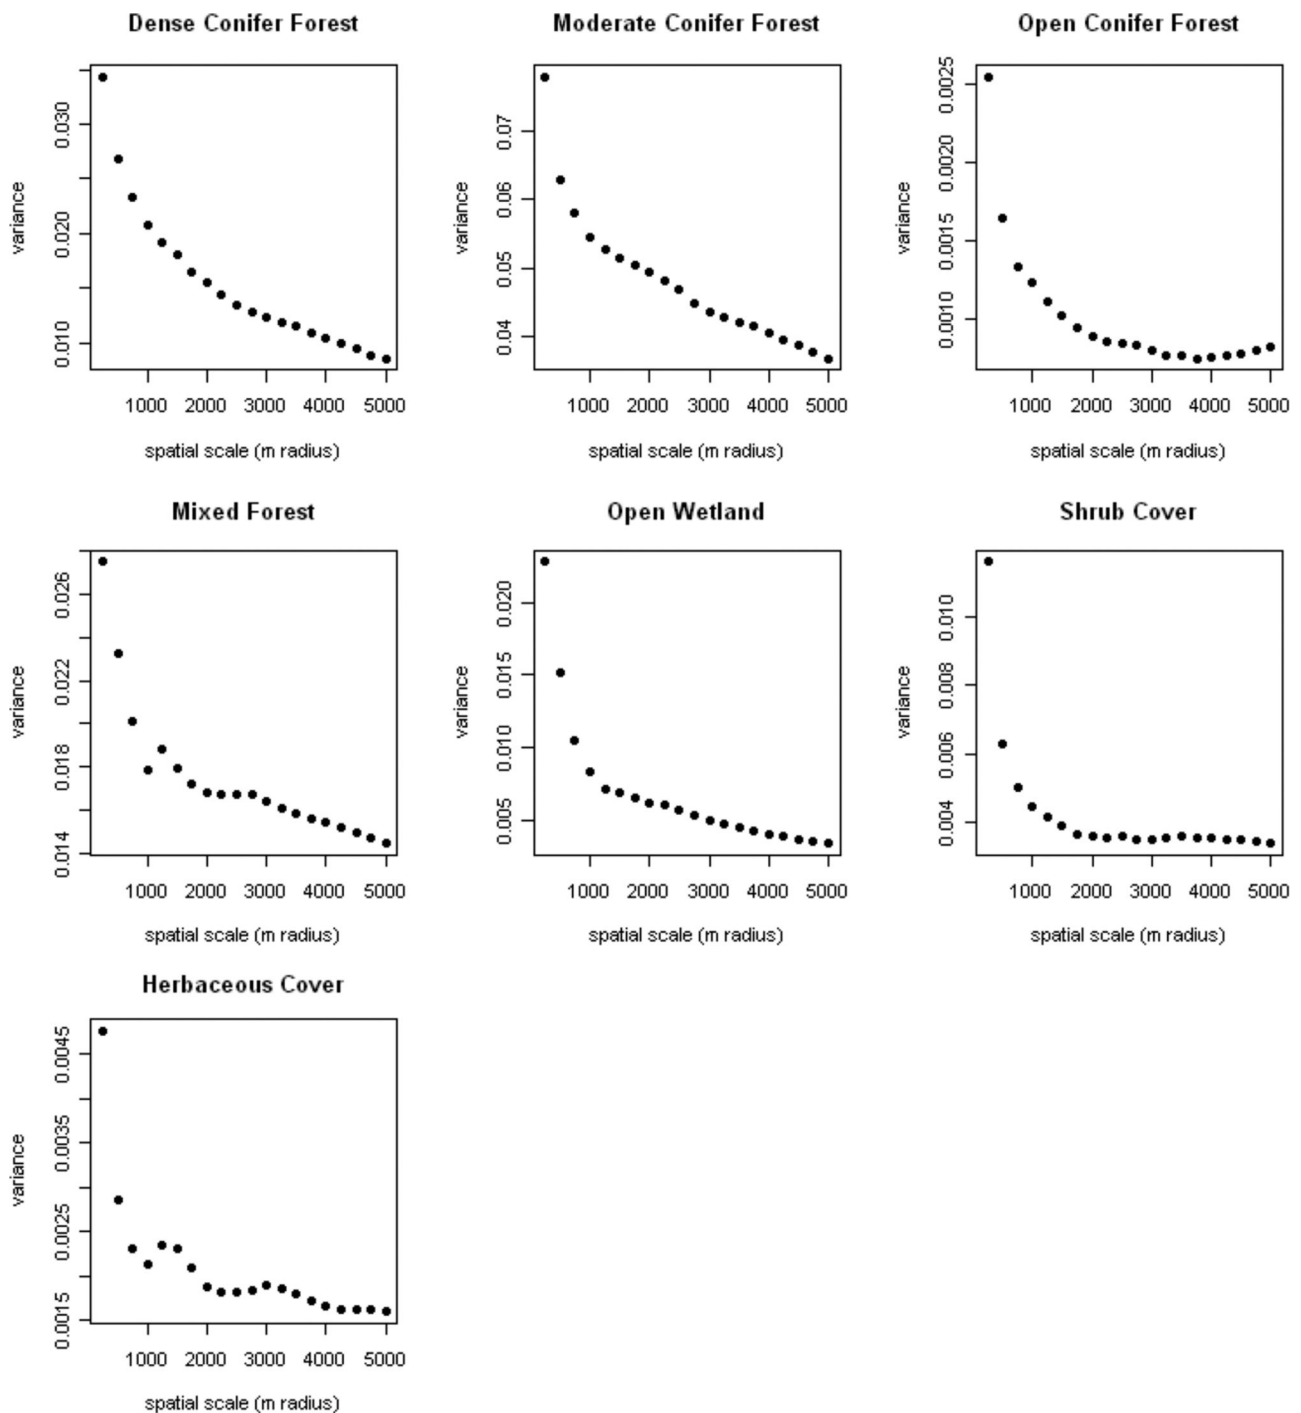 Dense Conifer Forest
variance
0.010 0.020 0.030
1000 2000 3000 4000 5000
spatial scale (m radius)
Moderate Conifer Forest
variance
0.04 0.05 0.06 0.07
1000 2000 3000 4000 5000
spatial scale (m radius)
Open Conifer Forest
variance
0.0010 0.0015 0.0020 0.0025
1000 2000 3000 4000 5000
spatial scale (m radius)
Mixed Forest
variance
0.014 0.018 0.022 0.026
1000 2000 3000 4000 5000
spatial scale (m radius)
Open Wetland
variance
0.005 0.010 0.015 0.020
1000 2000 3000 4000 5000
spatial scale (m radius)
Shrub Cover
variance
0.004 0.006 0.008 0.010
1000 2000 3000 4000 5000
spatial scale (m radius)
Herbaceous Cover
variance
0.0015 0.0025 0.0035 0.0045
1000 2000 3000 4000 5000
spatial scale (m radius)